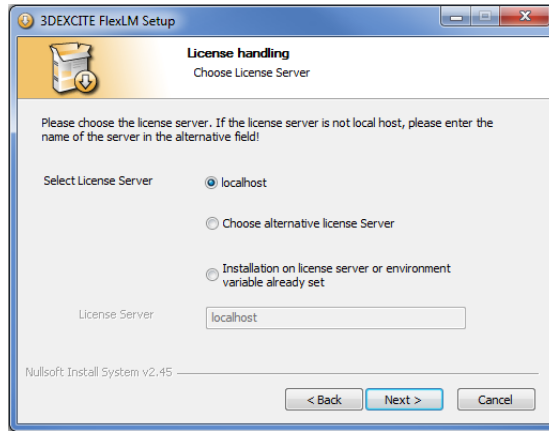 3DEXCITE FlexLM Setup
License handling
Choose License Server
Please choose the license server. If the license server is not local host, please enter the
name of the server in the alternative field!
Select License Server
localhost
Choose alternative license Server
Installation on license server or environment
variable already set
License Server
localhost
Nullsoft Install System v2.45
< Back
Next >
Cancel